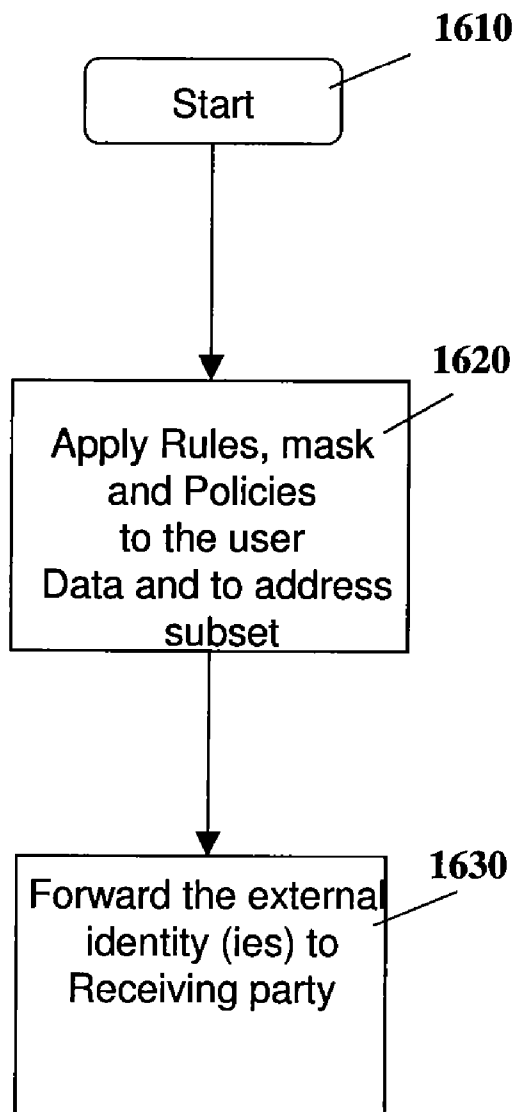 1610
Start
1620
Apply Rules, mask
and Policies
to the user
Data and to address
subset
1630
Forward the external
identity (ies) to
Receiving party